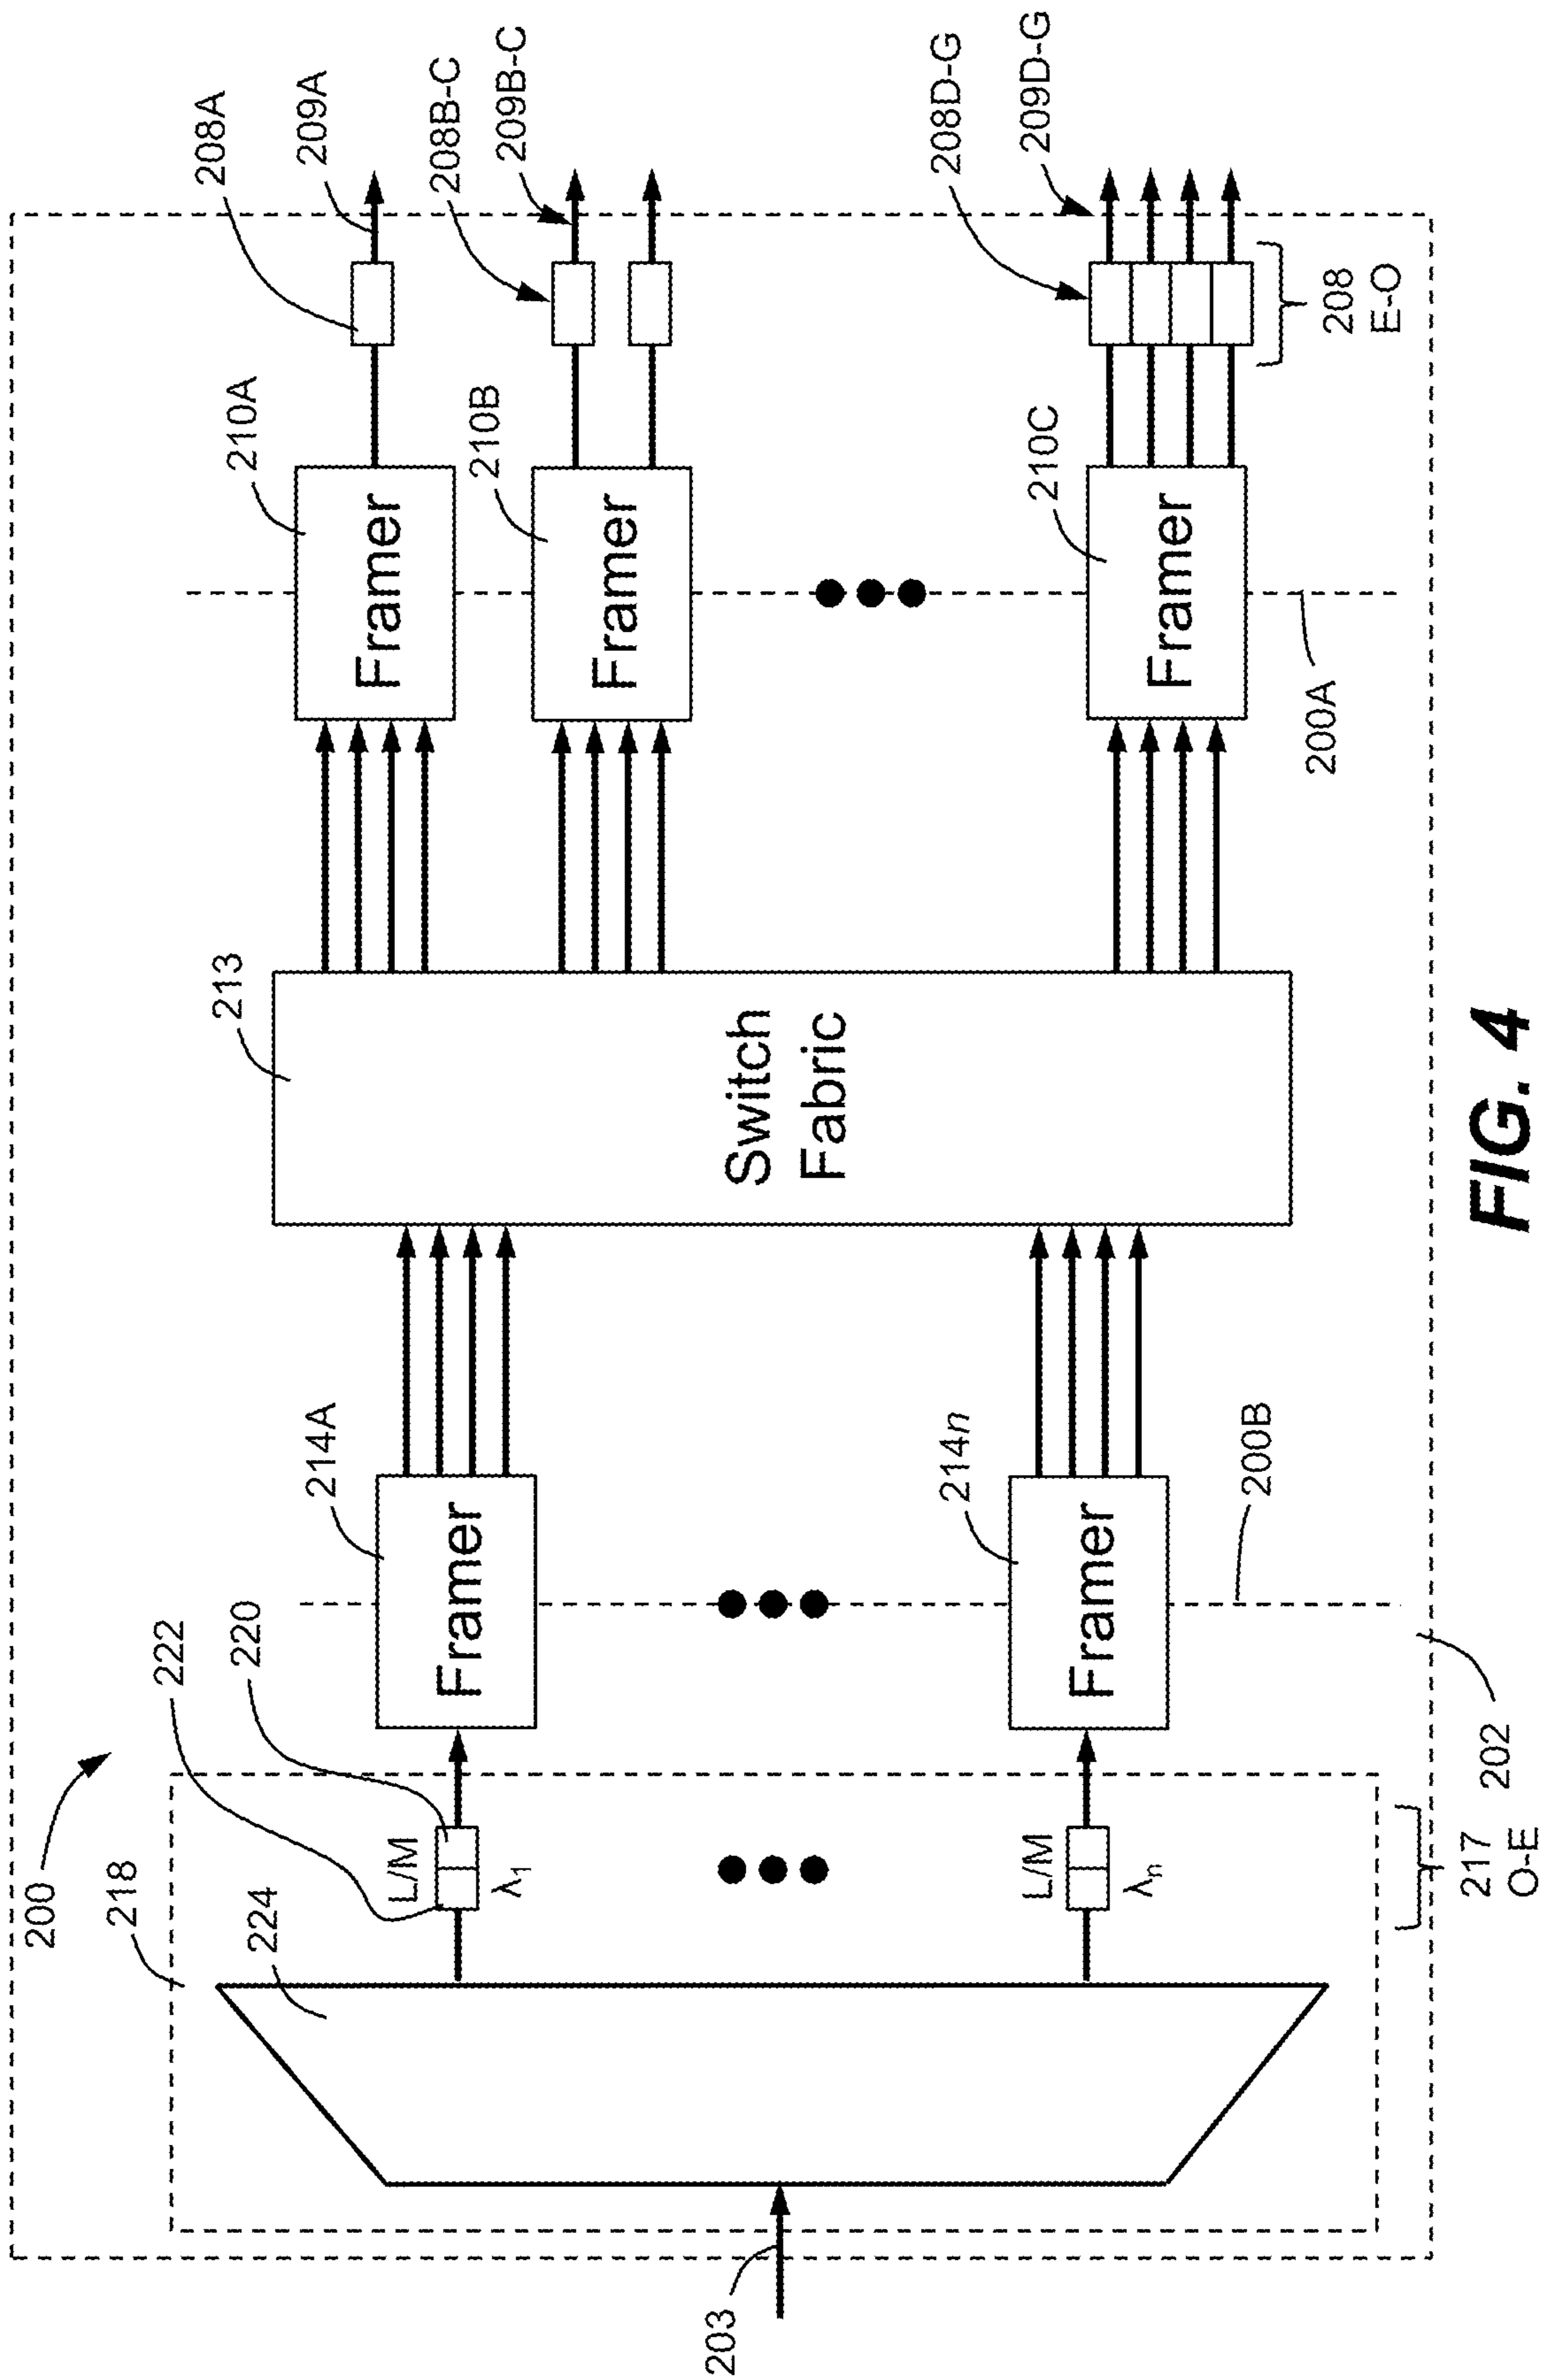 200
218
224
222
220
L/M
λ1
L/M
λn
203
217
O-E
202
214A
Framer
214n
Framer
200B
213
Switch
Fabric
210A
Framer
210B
Framer
210C
Framer
200A
208A
209A
208B-C
209B-C
208D-G
209D-G
208
E-O
FIG. 4